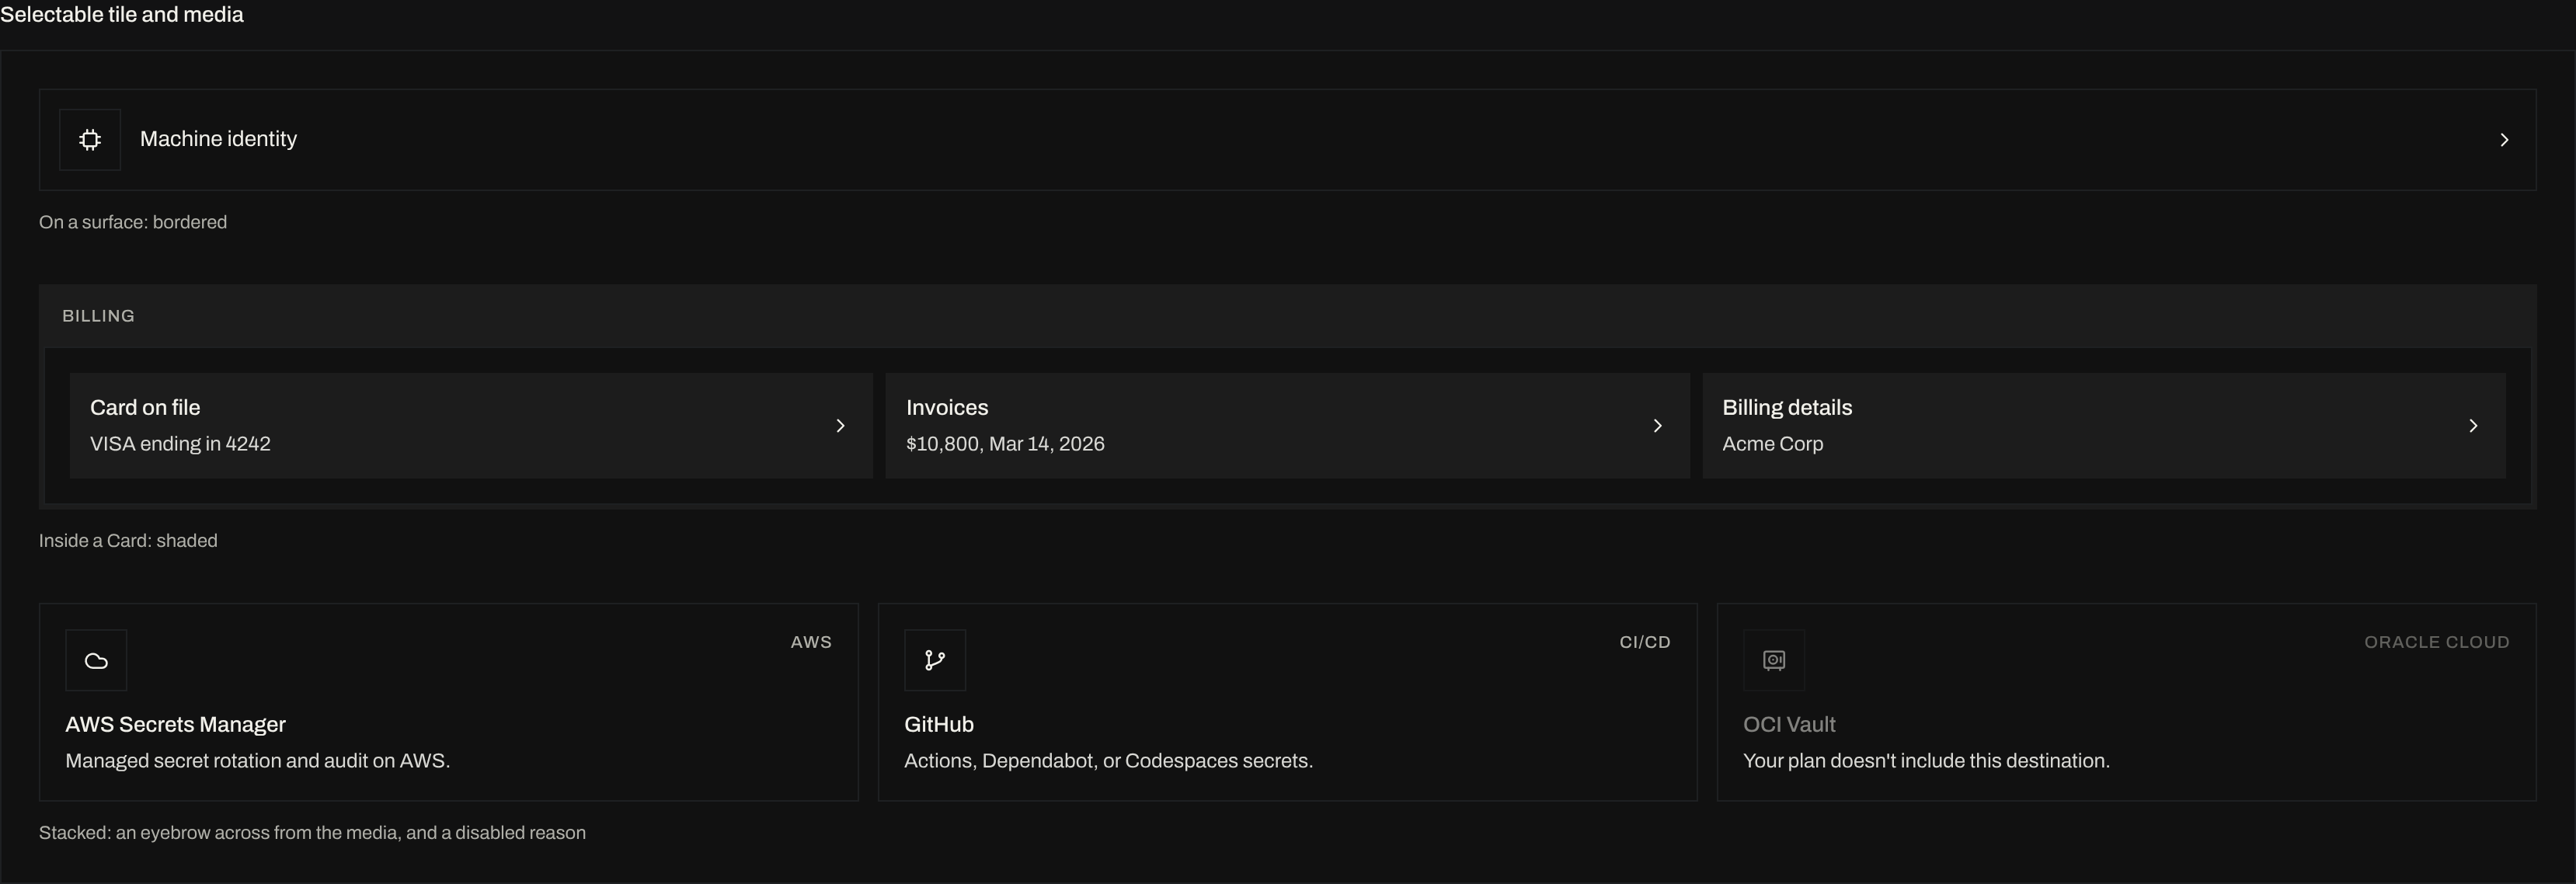 Selectable tile and media
Machine identity
On a surface: bordered
BILLING
Card on file
VISA ending in 4242
Invoices
$10,800, Mar 14, 2026
Billing details
Acme Corp
Inside a Card: shaded
AWS
AWS Secrets Manager
Managed secret rotation and audit on AWS.
CI/CD
GitHub
Actions, Dependabot, or Codespaces secrets.
ORACLE CLOUD
OCI Vault
Your plan doesn't include this destination.
Stacked: an eyebrow across from the media, and a disabled reason